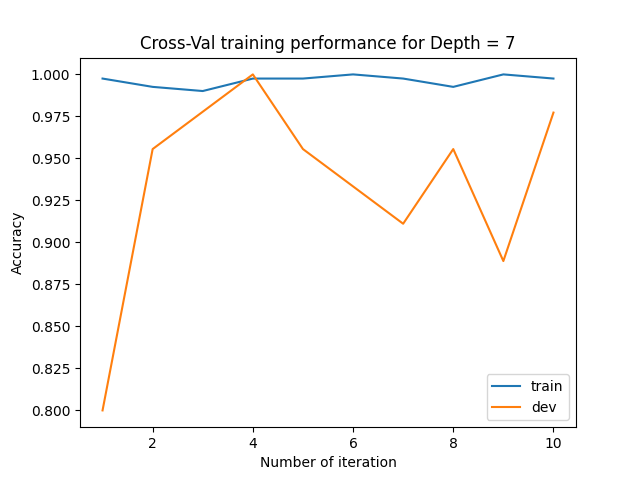 Cross-Val training performance for Depth = 7
1.000
0.975
0.950
0.925
0.900
0.875
0.850
0.825
0.800
Accuracy
2
4
6
8
10
Number of iteration
train
dev